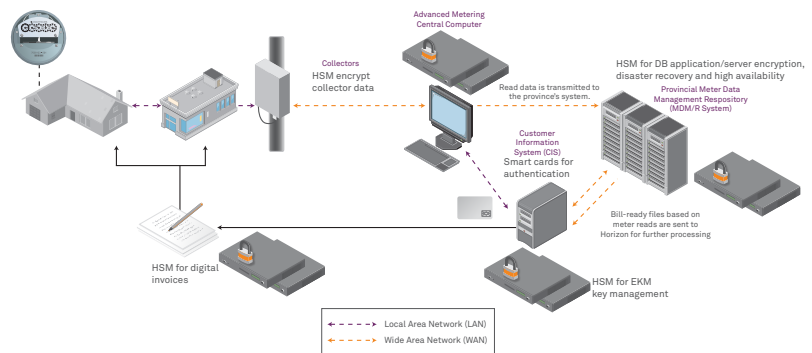 Advanced Metering
Central Computer
Collectors
HSM encrypt
collector data
HSM for DB application/server encryption,
disaster recovery and high availability
Read data is transmitted to
the province's system.
Provincial Meter Data
Management Respository
(MDM/R System)
Customer
Information
System (CIS)
Smart cards for
authentication
Bill-ready files based on
meter reads are sent to
Horizon for further processing
HSM for digital
invoices
HSM for EKM
key management
Local Area Network (LAN)
Wide Area Network (WAN)